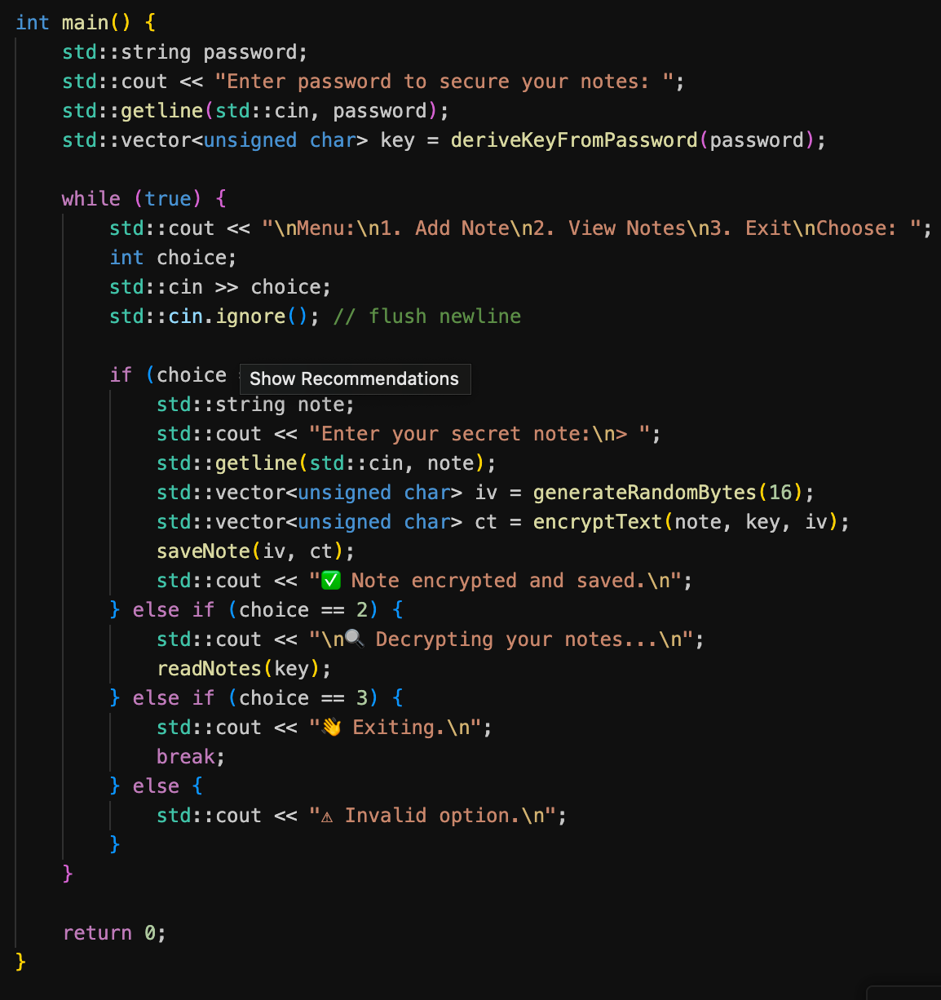 int main() {
    std::string password;
    std::cout << "Enter password to secure your notes: ";
    std::getline(std::cin, password);
    std::vector<unsigned char> key = deriveKeyFromPassword(password);

    while (true) {
        std::cout << "\nMenu:\n1. Add Note\n2. View Notes\n3. Exit\nChoose: ";
        int choice;
        std::cin >> choice;
        std::cin.ignore(); // flush newline

        if (choice
Show Recommendations
            std::string note;
            std::cout << "Enter your secret note:\n> ";
            std::getline(std::cin, note);
            std::vector<unsigned char> iv = generateRandomBytes(16);
            std::vector<unsigned char> ct = encryptText(note, key, iv);
            saveNote(iv, ct);
            std::cout << "✅ Note encrypted and saved.\n";
        } else if (choice == 2) {
            std::cout << "\n🔍 Decrypting your notes...\n";
            readNotes(key);
        } else if (choice == 3) {
            std::cout << "👋 Exiting.\n";
            break;
        } else {
            std::cout << "⚠ Invalid option.\n";
        }
    }

    return 0;
}